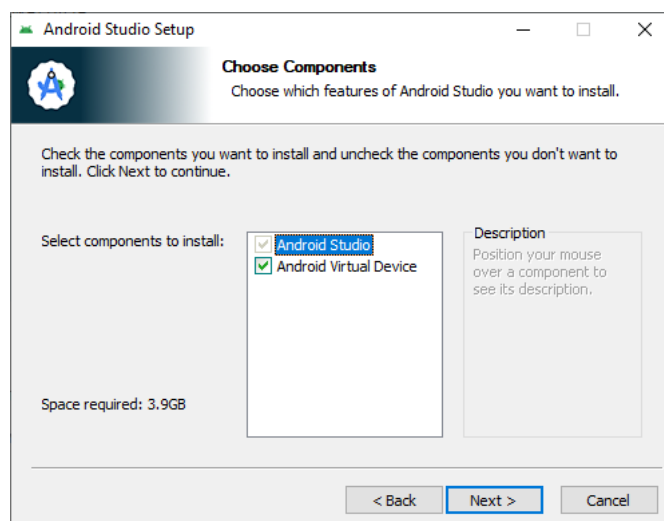 Android Studio Setup
Choose Components
Choose which features of Android Studio you want to install.
Check the components you want to install and uncheck the components you don't want to
install. Click Next to continue.
Select components to install:
Android Studio
Android Virtual Device
Description
Position your mouse
over a component to
see its description.
Space required: 3.9GB
< Back
Next >
Cancel